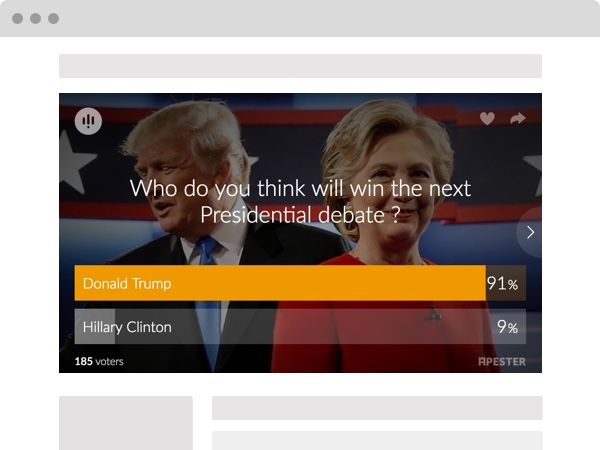 Who do you think will win the next
Presidential debate ?
Donald Trump 91%
Hillary Clinton 9%
185 voters APESTER